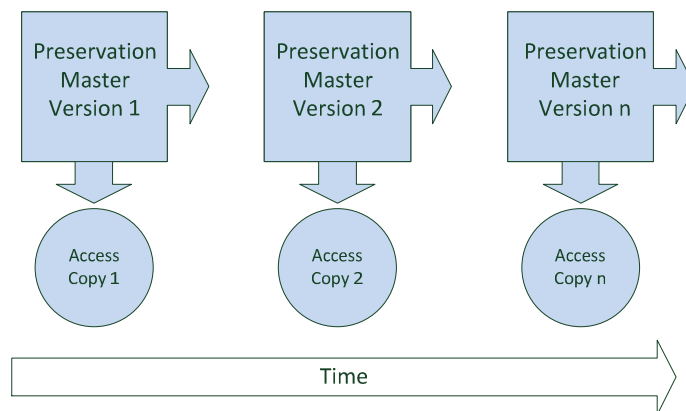 Preservation
Master
Version 1
Preservation
Master
Version 2
Preservation
Master
Version n
Access
Copy 1
Access
Copy 2
Access
Copy n
Time